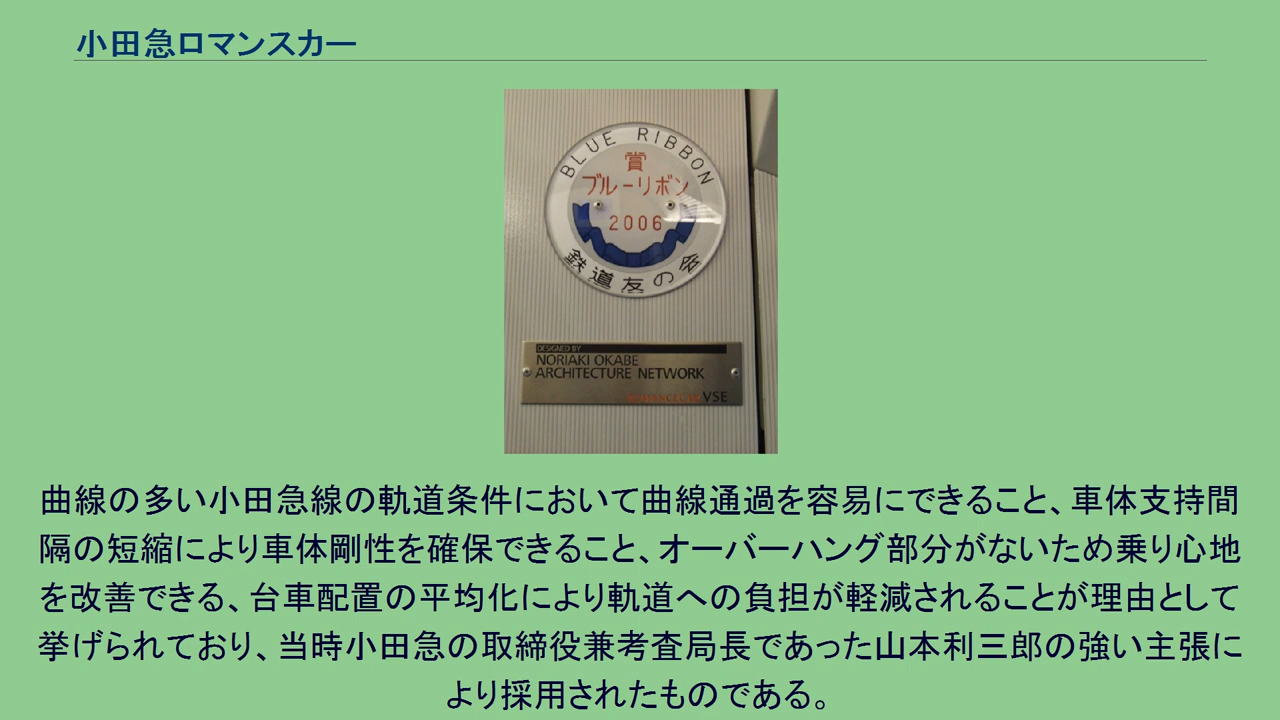 小田急ロマンスカー
BLUE RIBBON
賞
ブルーリボン
2006
鉄道友の会
DESIGNED BY
NORIAKI OKABE
ARCHITECTURE NETWORK
ROMANCECAR VSE
曲線の多い小田急線の軌道条件において曲線通過を容易にできること、車体支持間
隔の短縮により車体剛性を確保できること、オーバーハング部分がないため乗り心地
を改善できる、台車配置の平均化により軌道への負担が軽減されることが理由として
挙げられており、当時小田急の取締役兼考査局長であった山本利三郎の強い主張に
より採用されたものである。